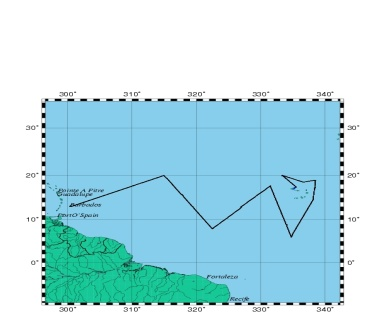 300° 310° 320° 330° 340°
30° 30°
20° 20°
Pointe A Pitre
Guadeloupe
Barbados
Port O'Spain
10° 10°
0° 0°
Fortaleza
Recife
300° 310° 320° 330° 340°